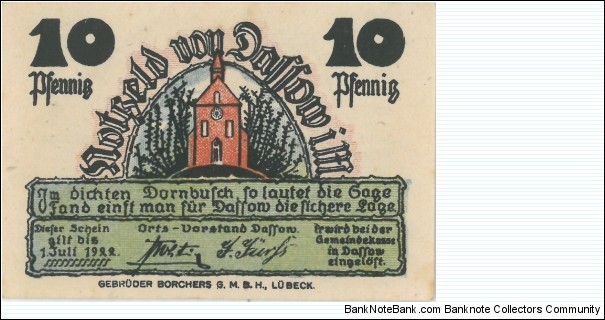 10 10
Pfennig Pfennig
Notgeld von Dassow i/M
Im dichten Dornbusch, so lautet die Sage
Fand einst man für Dassow die sichere Lage
Dieser Schein
gilt bis
1. Juli 1922.
Orts-Vorstand Dassow.
Er wird bei der
Gemeindekasse
in Dassow
eingelöst.
GEBRÜDER BORCHERS G. M. B. H., LÜBECK.
BankNoteBank.com Banknote Collectors Community